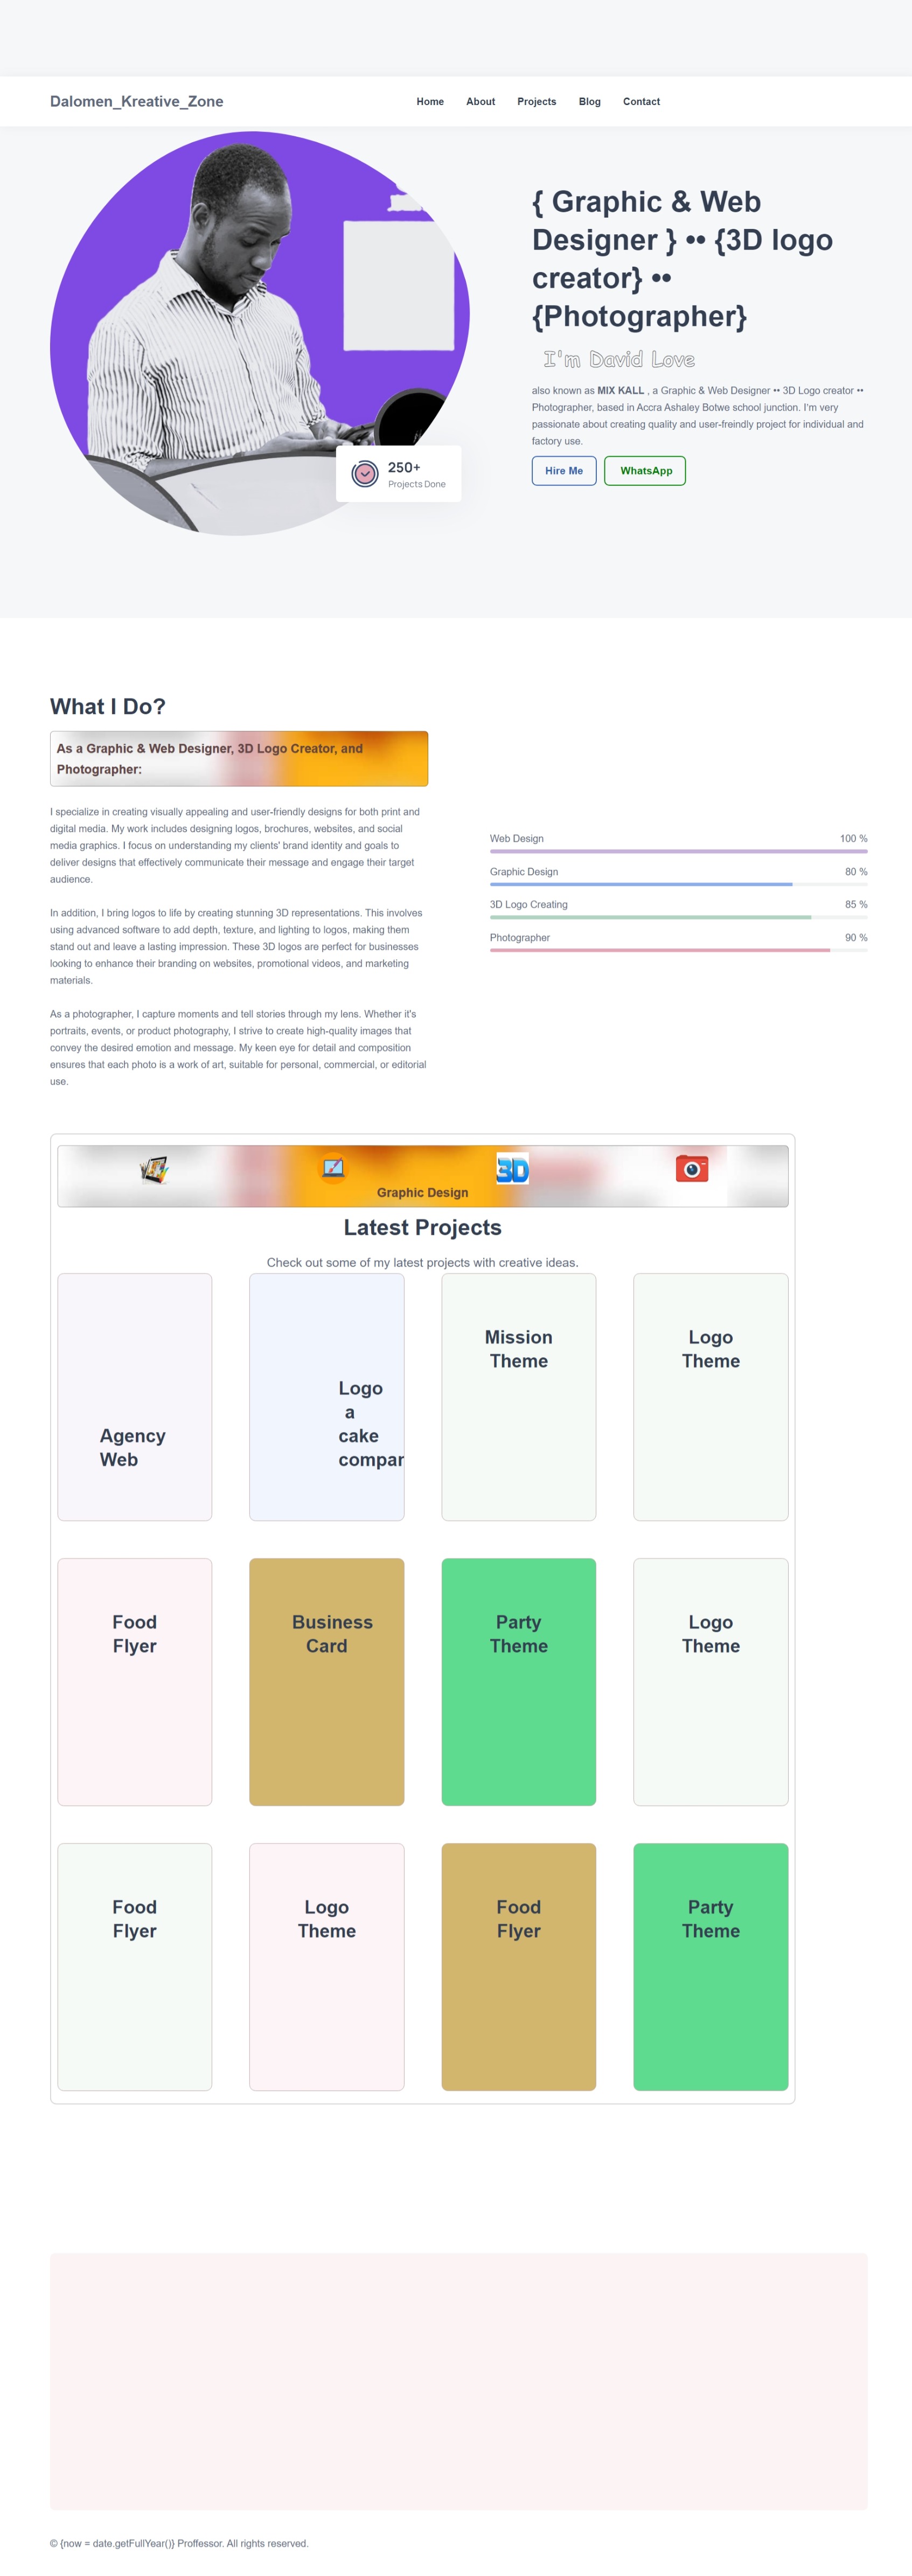 Dalomen_Kreative_Zone
Home About Projects Blog Contact
{ Graphic & Web
Designer } •• {3D logo
creator} ••
{Photographer}
I'm David Love
also known as MIX KALL , a Graphic & Web Designer •• 3D Logo creator ••
Photographer, based in Accra Ashaley Botwe school junction. I'm very
passionate about creating quality and user-freindly project for individual and
factory use.
Hire Me WhatsApp
250+
Projects Done
What I Do?
As a Graphic & Web Designer, 3D Logo Creator, and
Photographer:
I specialize in creating visually appealing and user-friendly designs for both print and
digital media. My work includes designing logos, brochures, websites, and social
media graphics. I focus on understanding my clients' brand identity and goals to
deliver designs that effectively communicate their message and engage their target
audience.
In addition, I bring logos to life by creating stunning 3D representations. This involves
using advanced software to add depth, texture, and lighting to logos, making them
stand out and leave a lasting impression. These 3D logos are perfect for businesses
looking to enhance their branding on websites, promotional videos, and marketing
materials.
As a photographer, I capture moments and tell stories through my lens. Whether it's
portraits, events, or product photography, I strive to create high-quality images that
convey the desired emotion and message. My keen eye for detail and composition
ensures that each photo is a work of art, suitable for personal, commercial, or editorial
use.
Web Design 100 %
Graphic Design 80 %
3D Logo Creating 85 %
Photographer 90 %
3D
Graphic Design
Latest Projects
Check out some of my latest projects with creative ideas.
Agency
Web
Logo
a
cake
compar
Mission
Theme
Logo
Theme
Food
Flyer
Business
Card
Party
Theme
Logo
Theme
Food
Flyer
Logo
Theme
Food
Flyer
Party
Theme
© {now = date.getFullYear()} Proffessor. All rights reserved.